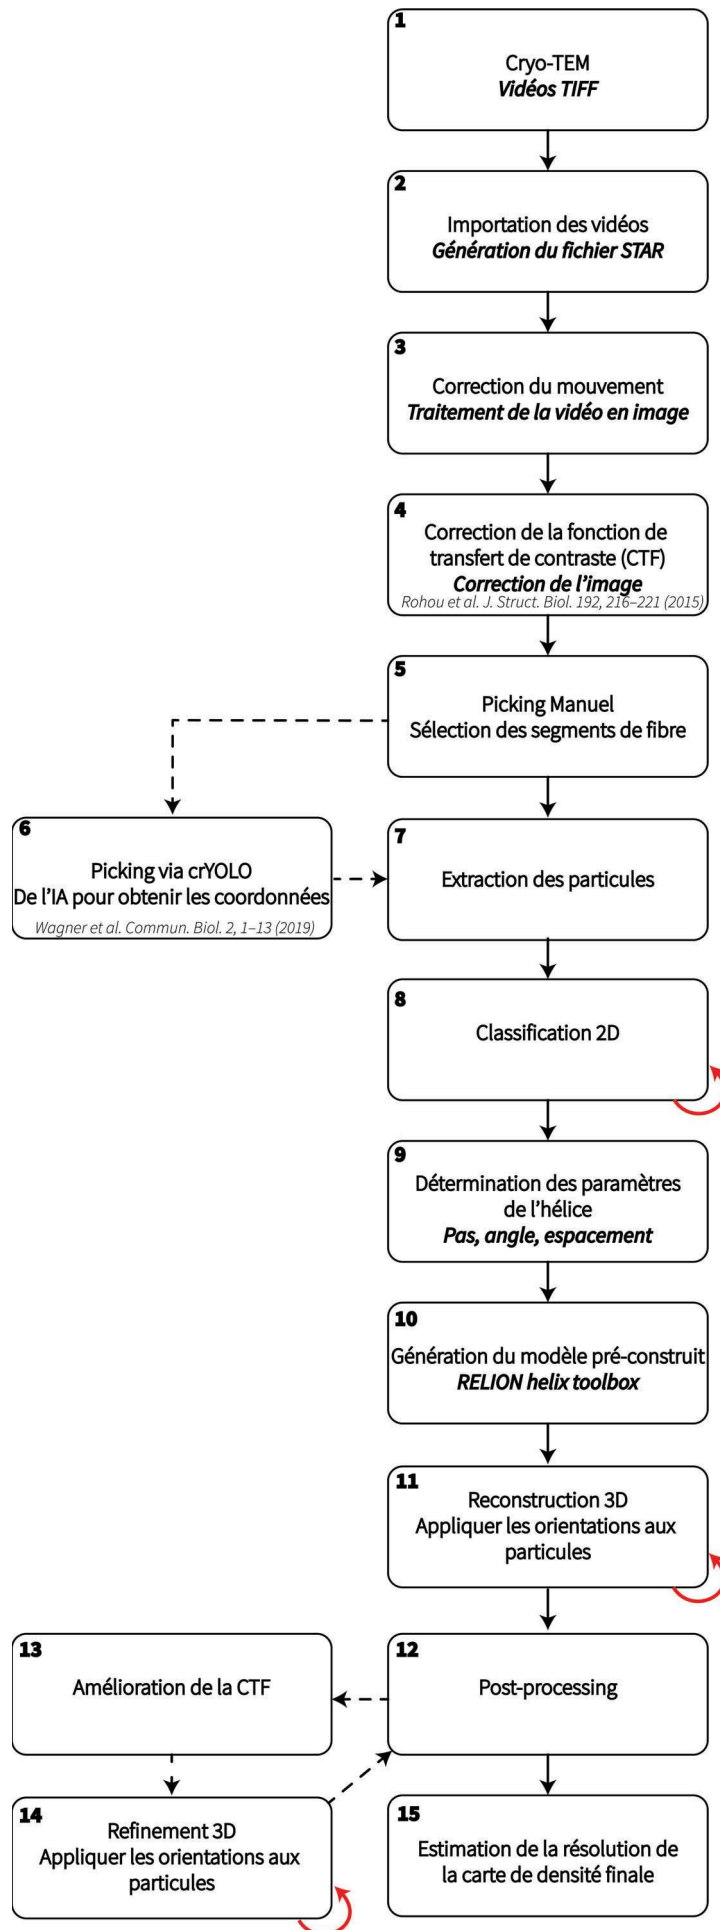 1
Cryo-TEM
Vidéos TIFF
2
Importation des vidéos
Génération du fichier STAR
3
Correction du mouvement
Traitement de la vidéo en image
4
Correction de la fonction de
transfert de contraste (CTF)
Correction de l'image
Rohou et al. J. Struct. Biol. 192, 216–221 (2015)
5
Picking Manuel
Sélection des segments de fibre
6
Picking via crYOLO
De l'IA pour obtenir les coordonnées
Wagner et al. Commun. Biol. 2, 1–13 (2019)
7
Extraction des particules
8
Classification 2D
9
Détermination des paramètres
de l'hélice
Pas, angle, espacement
10
Génération du modèle pré-construit
RELION helix toolbox
11
Reconstruction 3D
Appliquer les orientations aux
particules
13
Amélioration de la CTF
12
Post-processing
14
Refinement 3D
Appliquer les orientations aux
particules
15
Estimation de la résolution de
la carte de densité finale